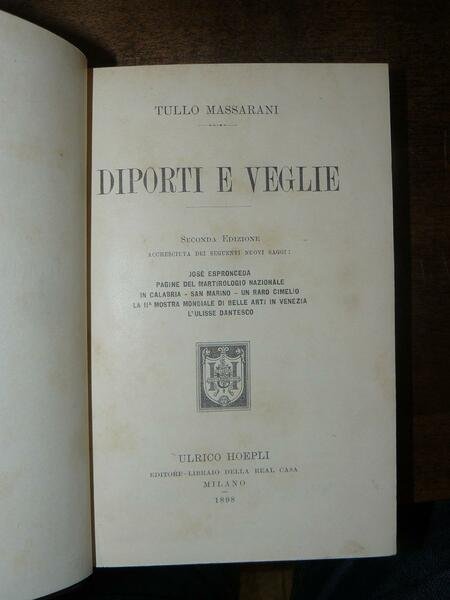 TULLO MASSARANI
DIPORTI E VEGLIE
SECONDA EDIZIONE
ACCRESCIUTA DEI SEGUENTI NUOVI SAGGI:
JOSÈ ESPRONCEDA
PAGINE DEL MARTIROLOGIO NAZIONALE
IN CALABRIA - SAN MARINO - UN RARO CIMELIO
LA IIª MOSTRA MONDIALE DI BELLE ARTI IN VENEZIA
L'ULISSE DANTESCO
ULRICO HOEPLI
EDITORE-LIBRAIO DELLA REAL CASA
MILANO
1898